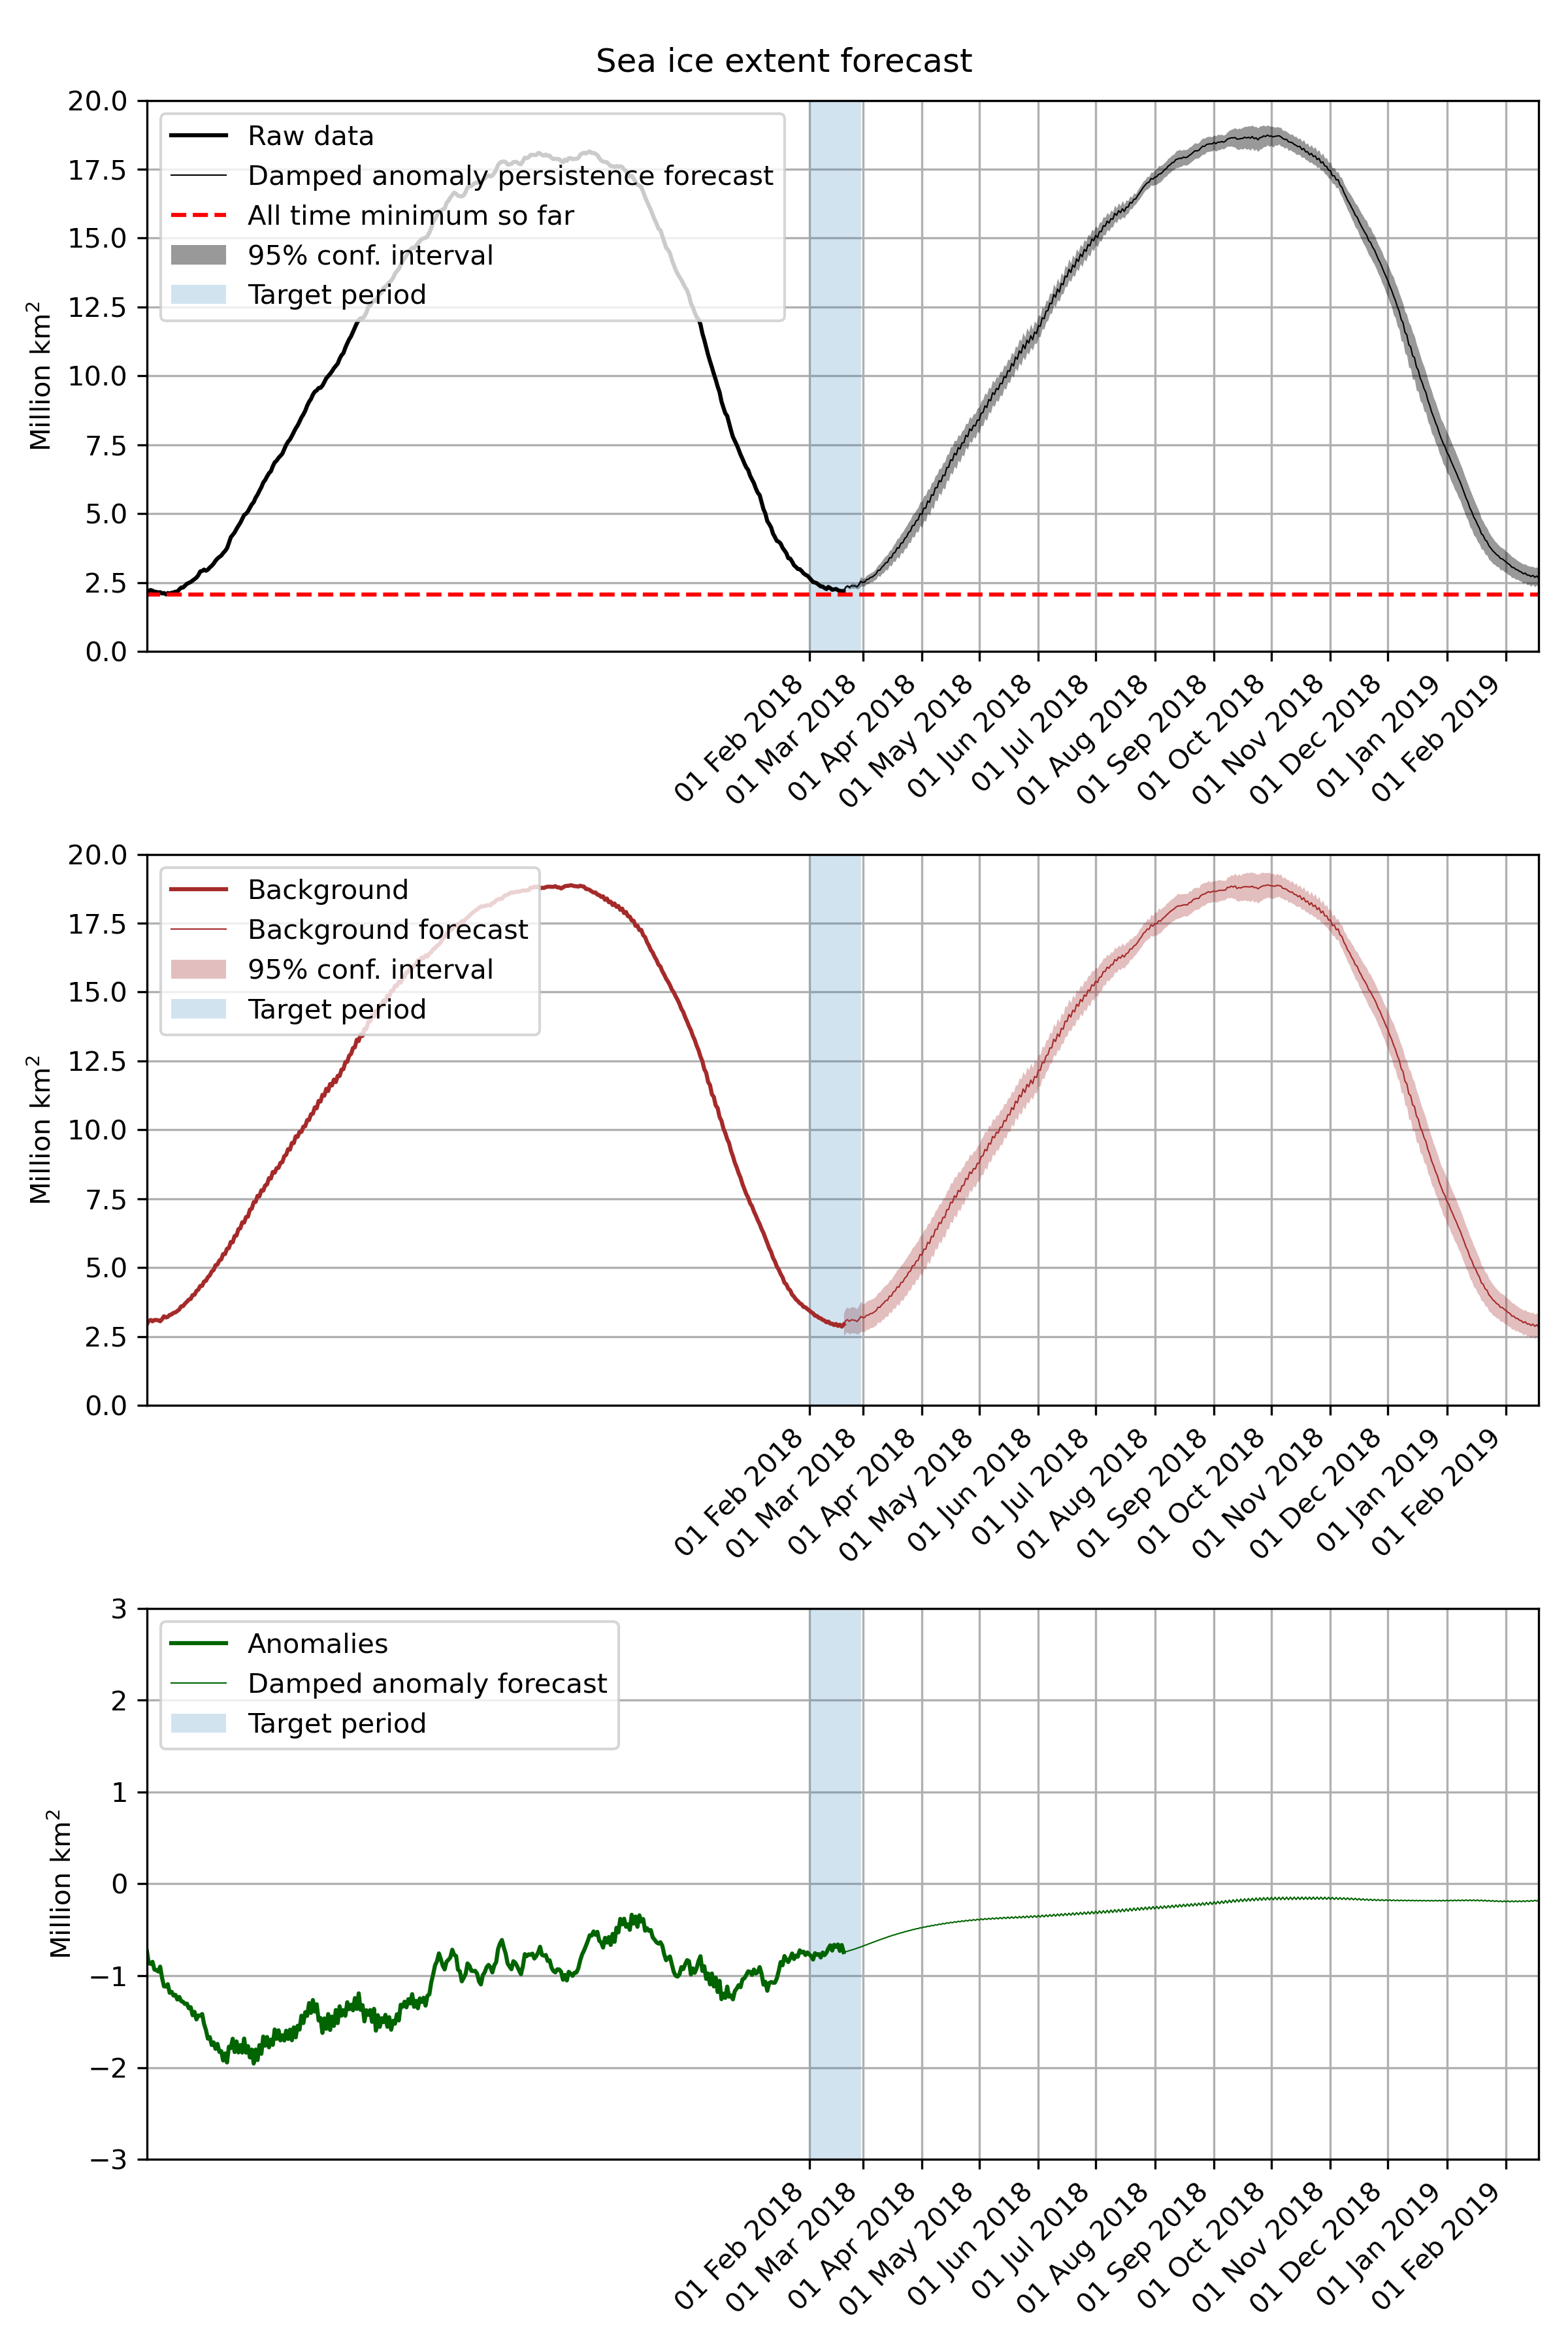 Sea ice extent forecast
20.0
17.5
15.0
12.5
10.0
7.5
5.0
2.5
0.0
Million km²
Raw data
Damped anomaly persistence forecast
All time minimum so far
95% conf. interval
Target period
01 Feb 2018
01 Mar 2018
01 Apr 2018
01 May 2018
01 Jun 2018
01 Jul 2018
01 Aug 2018
01 Sep 2018
01 Oct 2018
01 Nov 2018
01 Dec 2018
01 Jan 2019
01 Feb 2019
20.0
17.5
15.0
12.5
10.0
7.5
5.0
2.5
0.0
Million km²
Background
Background forecast
95% conf. interval
Target period
01 Feb 2018
01 Mar 2018
01 Apr 2018
01 May 2018
01 Jun 2018
01 Jul 2018
01 Aug 2018
01 Sep 2018
01 Oct 2018
01 Nov 2018
01 Dec 2018
01 Jan 2019
01 Feb 2019
3
2
1
0
−1
−2
−3
Million km²
Anomalies
Damped anomaly forecast
Target period
01 Feb 2018
01 Mar 2018
01 Apr 2018
01 May 2018
01 Jun 2018
01 Jul 2018
01 Aug 2018
01 Sep 2018
01 Oct 2018
01 Nov 2018
01 Dec 2018
01 Jan 2019
01 Feb 2019